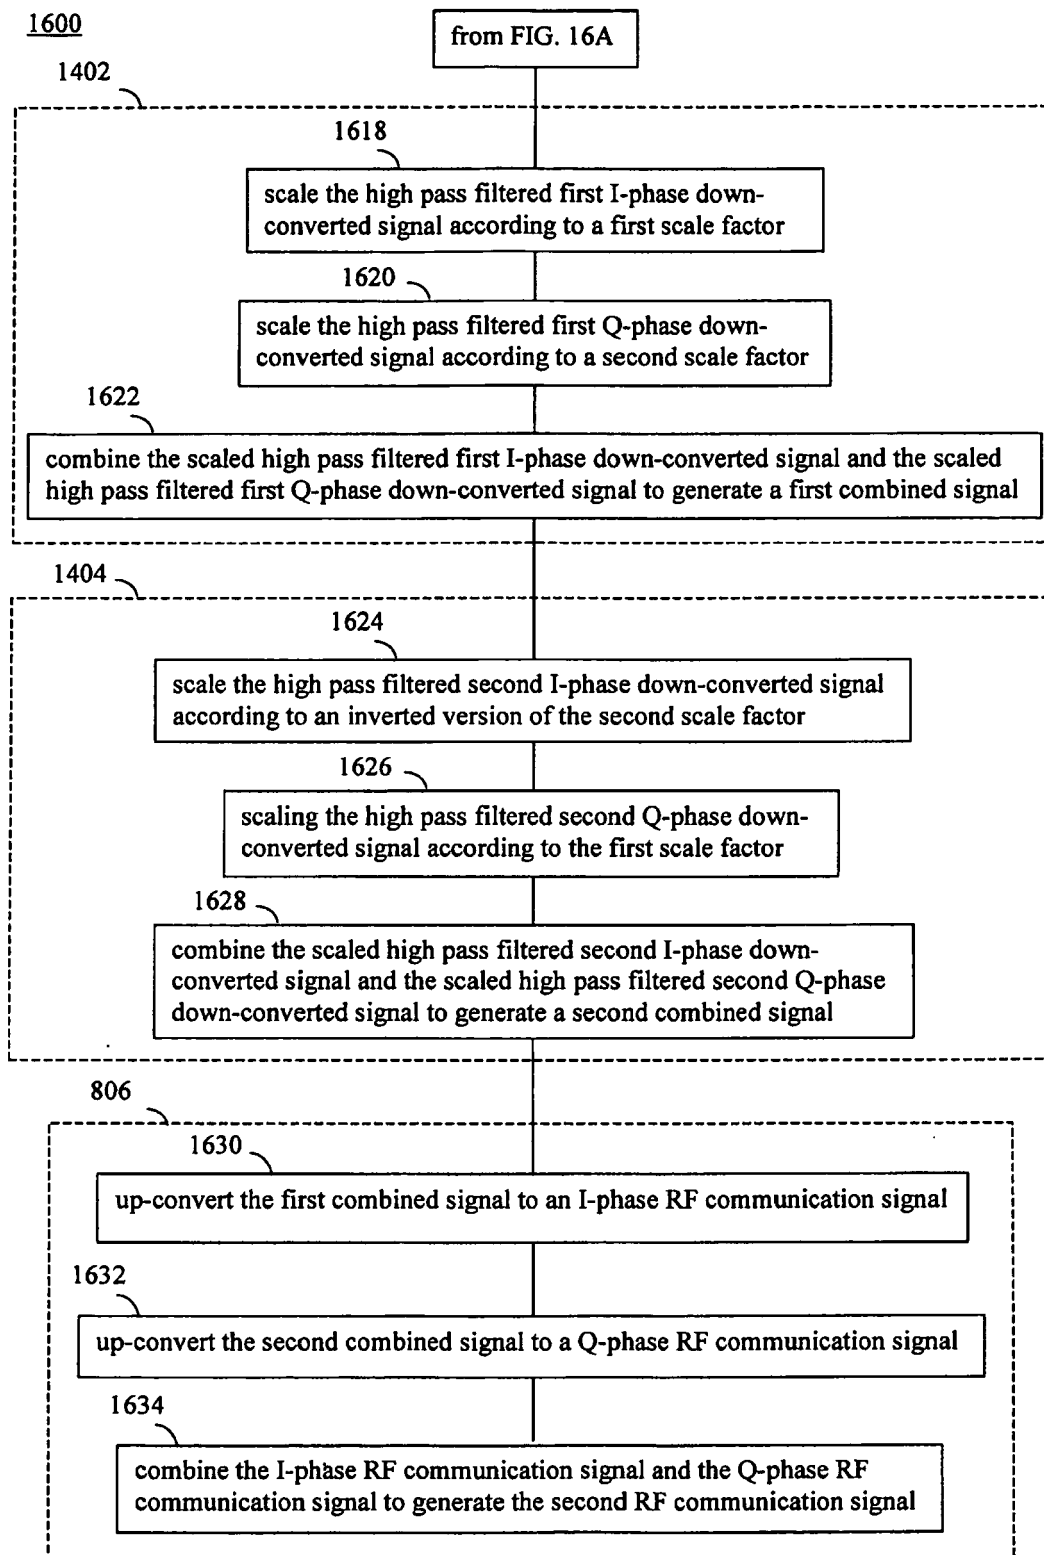 1600
from FIG. 16A
1402
1618
scale the high pass filtered first I-phase down-
converted signal according to a first scale factor
1620
scale the high pass filtered first Q-phase down-
converted signal according to a second scale factor
1622
combine the scaled high pass filtered first I-phase down-converted signal and the scaled
high pass filtered first Q-phase down-converted signal to generate a first combined signal
1404
1624
scale the high pass filtered second I-phase down-converted signal
according to an inverted version of the second scale factor
1626
scaling the high pass filtered second Q-phase down-
converted signal according to the first scale factor
1628
combine the scaled high pass filtered second I-phase down-
converted signal and the scaled high pass filtered second Q-phase
down-converted signal to generate a second combined signal
806
1630
up-convert the first combined signal to an I-phase RF communication signal
1632
up-convert the second combined signal to a Q-phase RF communication signal
1634
combine the I-phase RF communication signal and the Q-phase RF
communication signal to generate the second RF communication signal